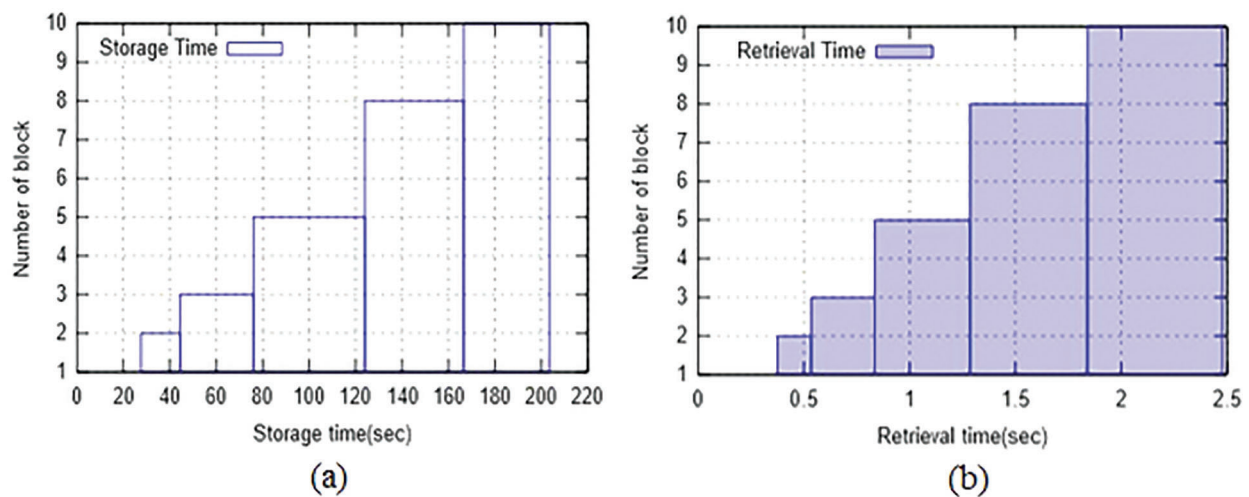 10
9
8
7
6
5
4
3
2
1
Number of block
Storage Time
0 20 40 60 80 100 120 140 160 180 200 220
Storage time(sec)
(a)
10
9
8
7
6
5
4
3
2
1
Number of block
Retrieval Time
0 0.5 1 1.5 2 2.5
Retrieval time(sec)
(b)